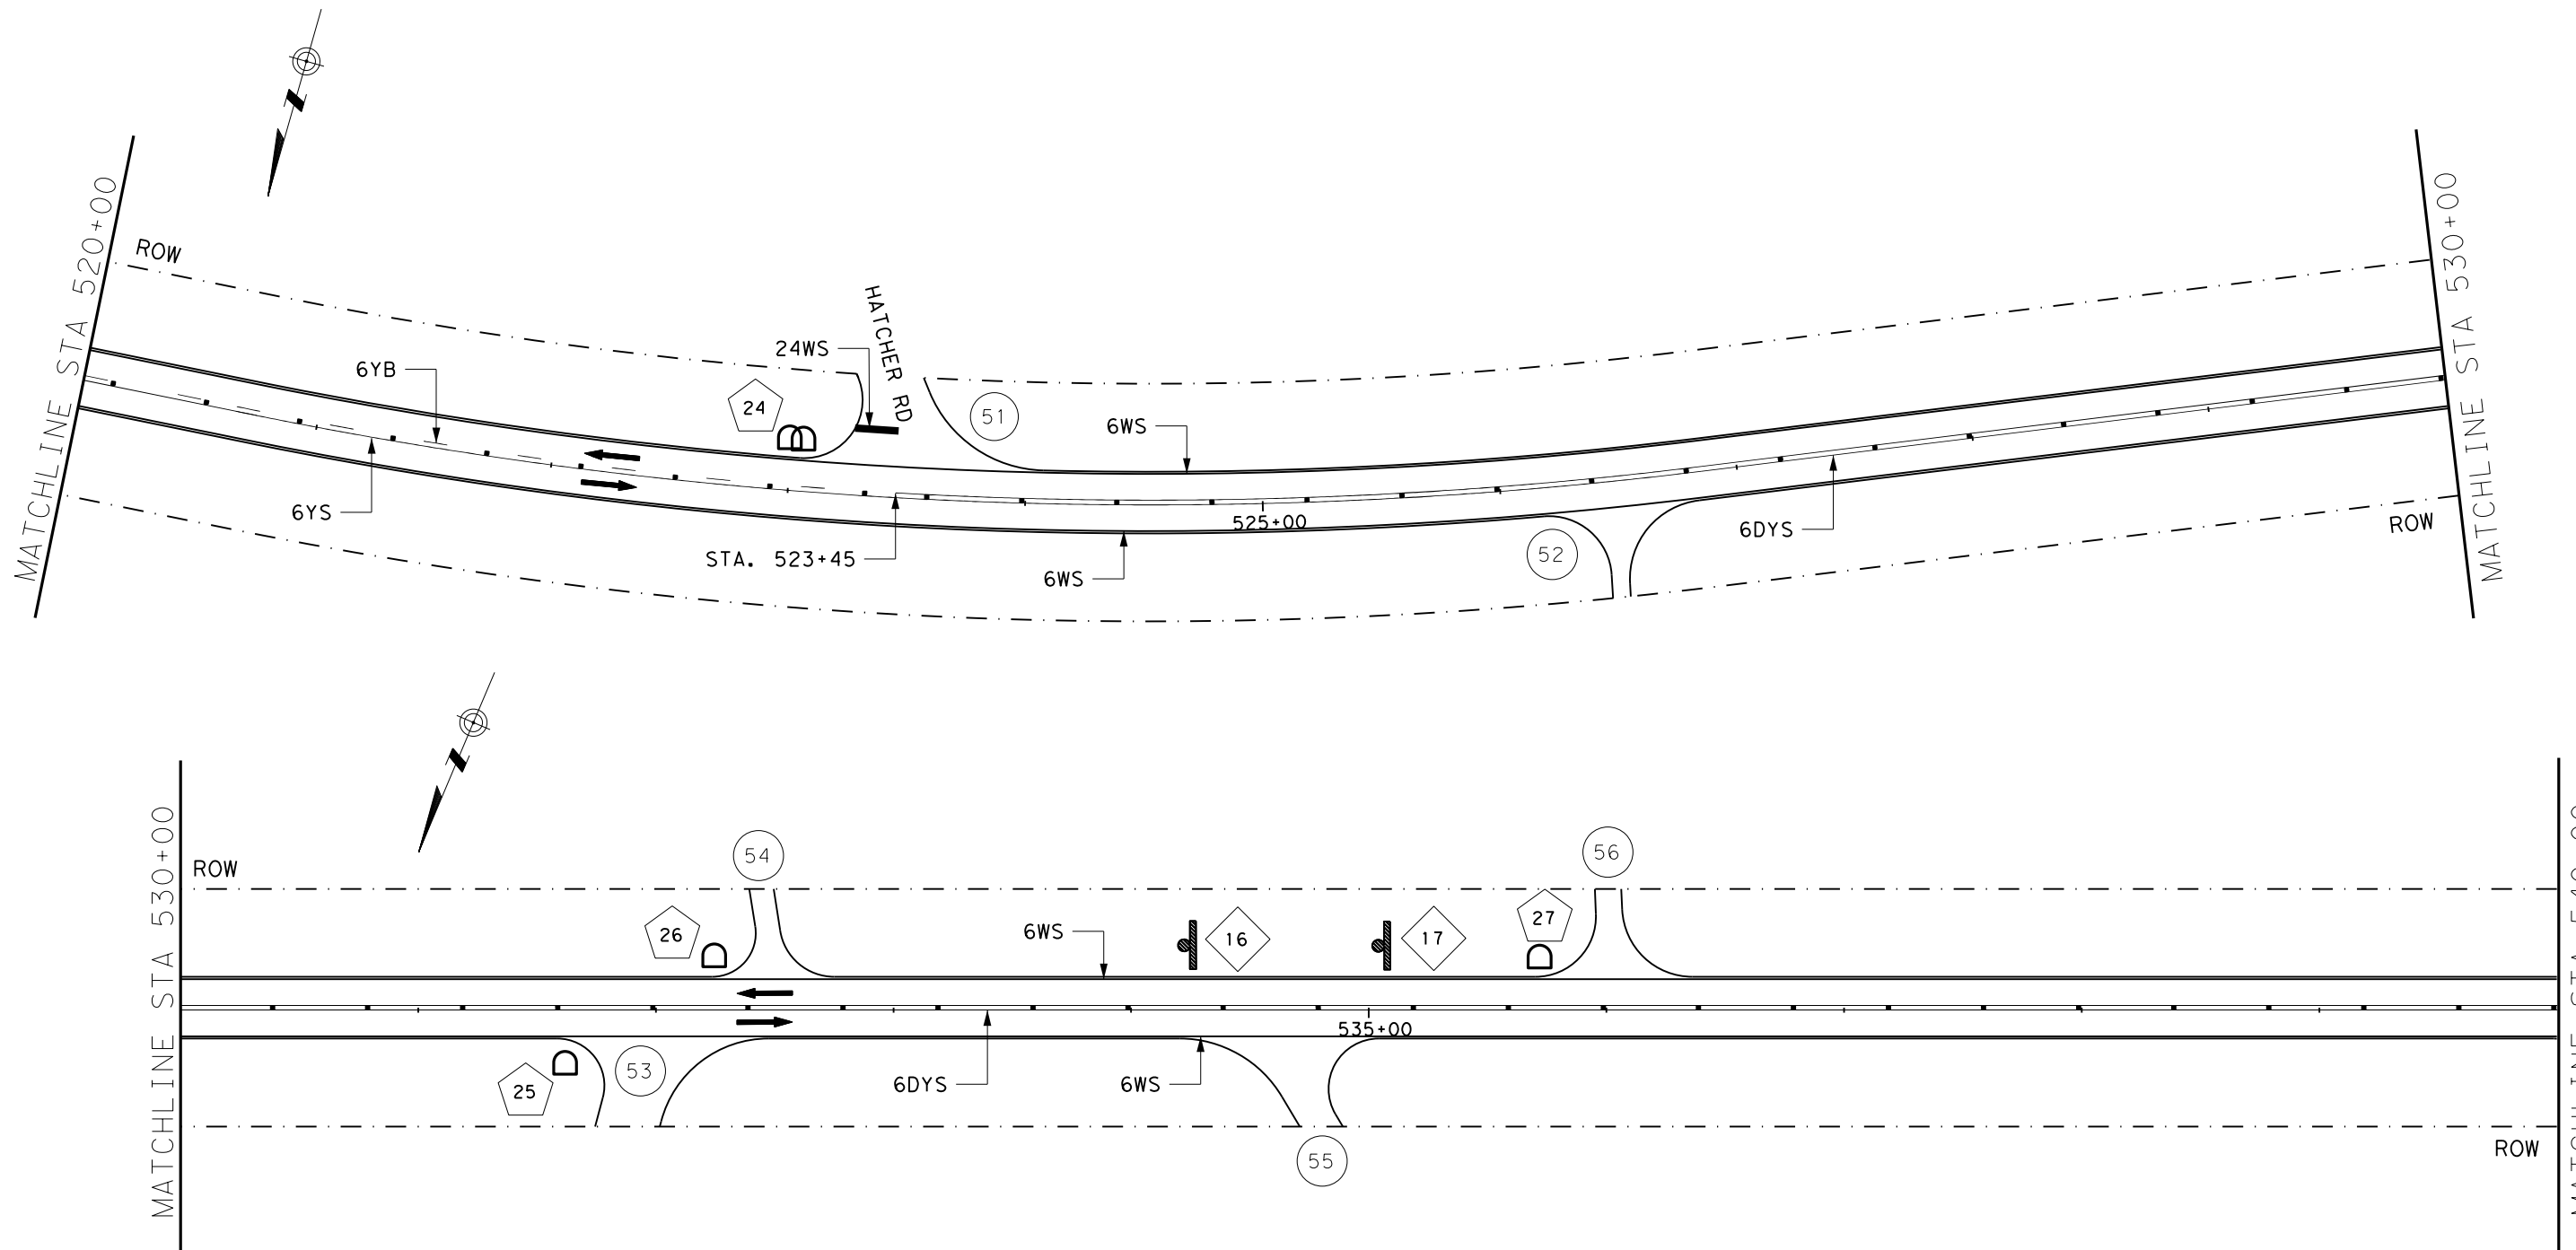 MATCHLINE STA 520+00
ROW
6YB
6YS
24
24WS
HATCHER RD
51
6WS
STA. 523+45
525+00
6WS
52
6DYS
ROW
MATCHLINE STA 530+00
MATCHLINE STA 530+00
ROW
54
56
26
6WS
16
17
27
535+00
25
53
6DYS
6WS
55
ROW